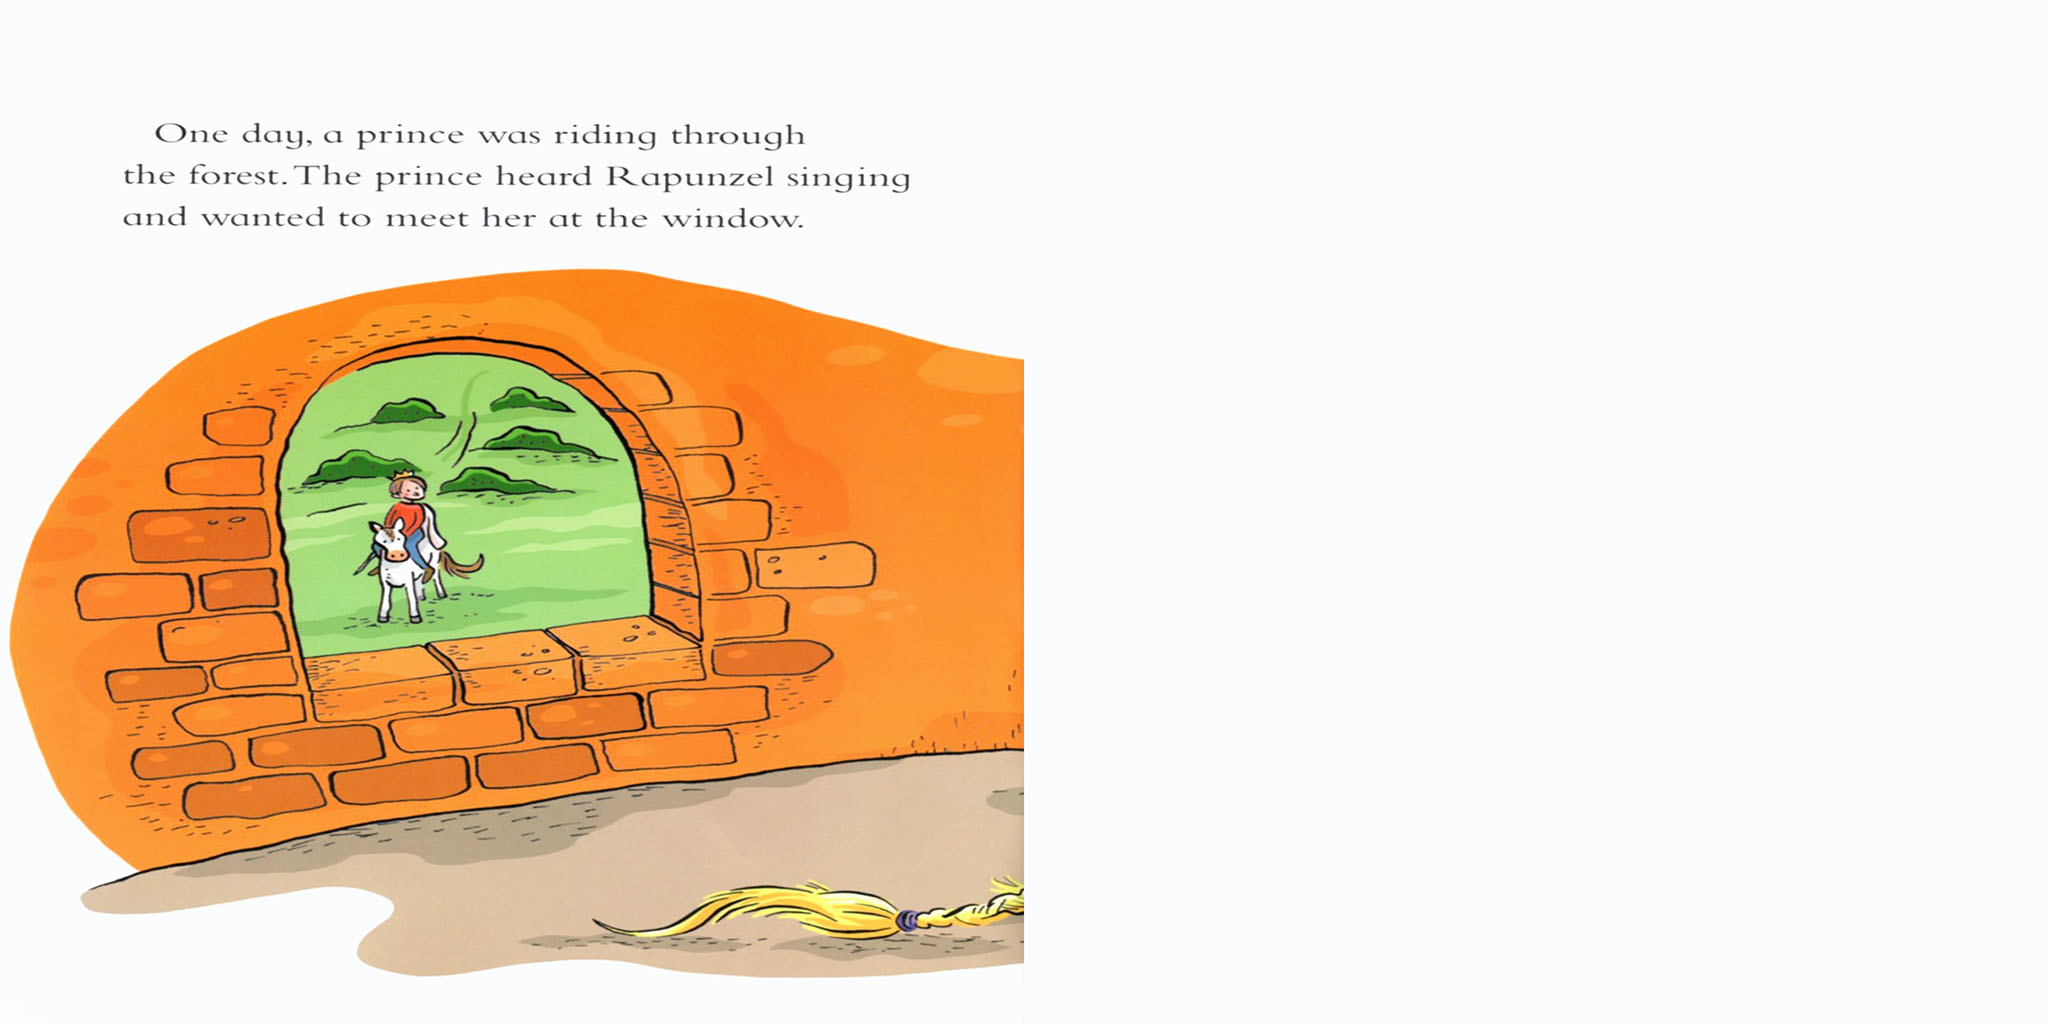 One day, a prince was riding through
the forest. The prince heard Rapunzel singing
and wanted to meet her at the window.